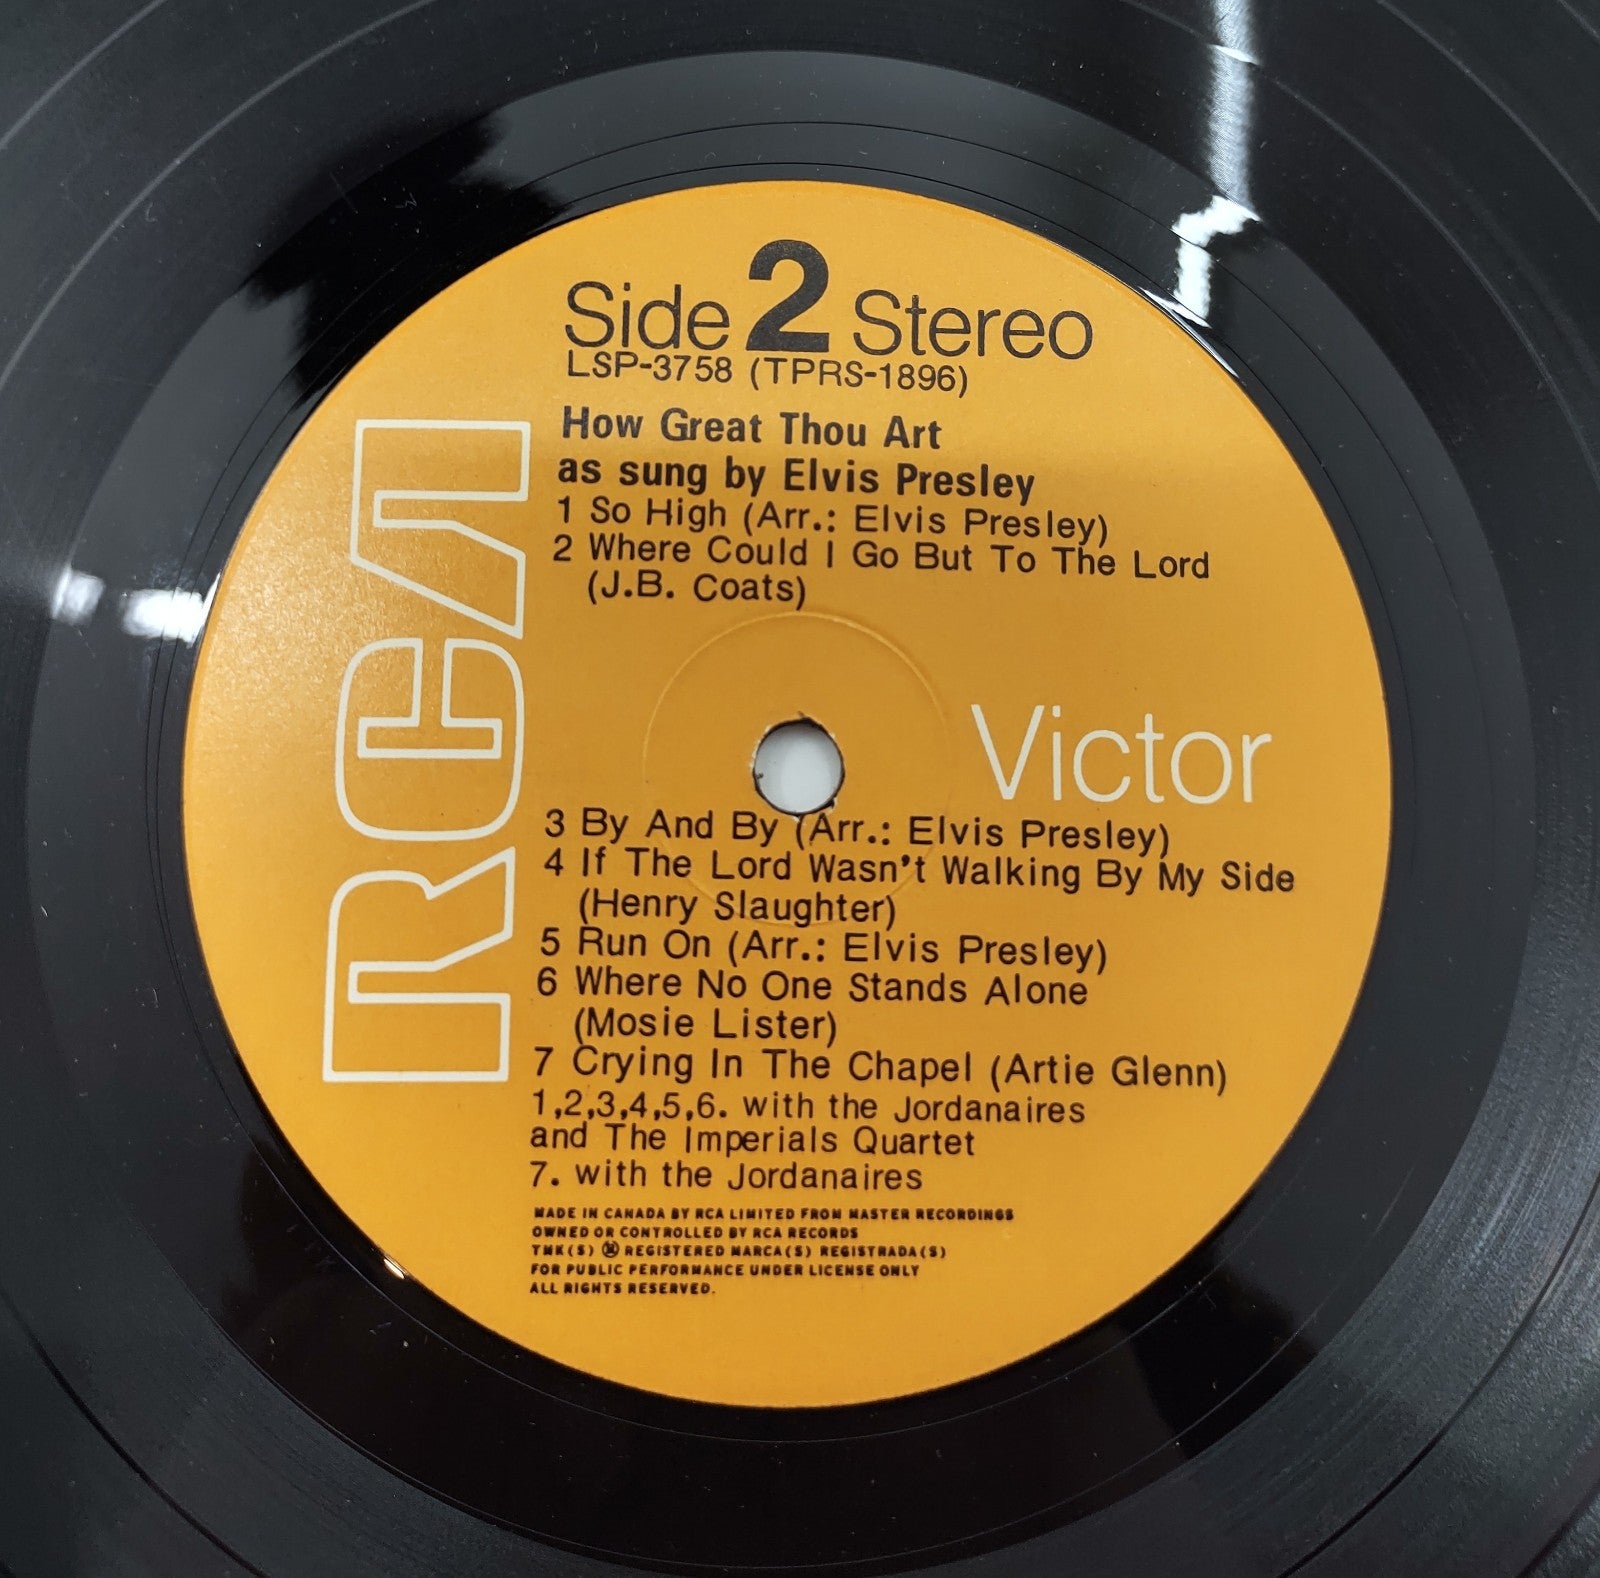 Side 2 Stereo
LSP-3758 (TPRS-1896)
How Great Thou Art
as sung by Elvis Presley
1 So High (Arr.: Elvis Presley)
2 Where Could I Go But To The Lord
(J.B. Coats)
RCA
Victor
3 By And By (Arr.: Elvis Presley)
4 If The Lord Wasn't Walking By My Side
(Henry Slaughter)
5 Run On (Arr.: Elvis Presley)
6 Where No One Stands Alone
(Mosie Lister)
7 Crying In The Chapel (Artie Glenn)
1,2,3,4,5,6. with the Jordanaires
and The Imperials Quartet
7. with the Jordanaires
MADE IN CANADA BY RCA LIMITED FROM MASTER RECORDINGS
OWNED OR CONTROLLED BY RCA RECORDS
TMK(S) ® REGISTERED MARCA(S) REGISTRADA(S)
FOR PUBLIC PERFORMANCE UNDER LICENSE ONLY
ALL RIGHTS RESERVED.